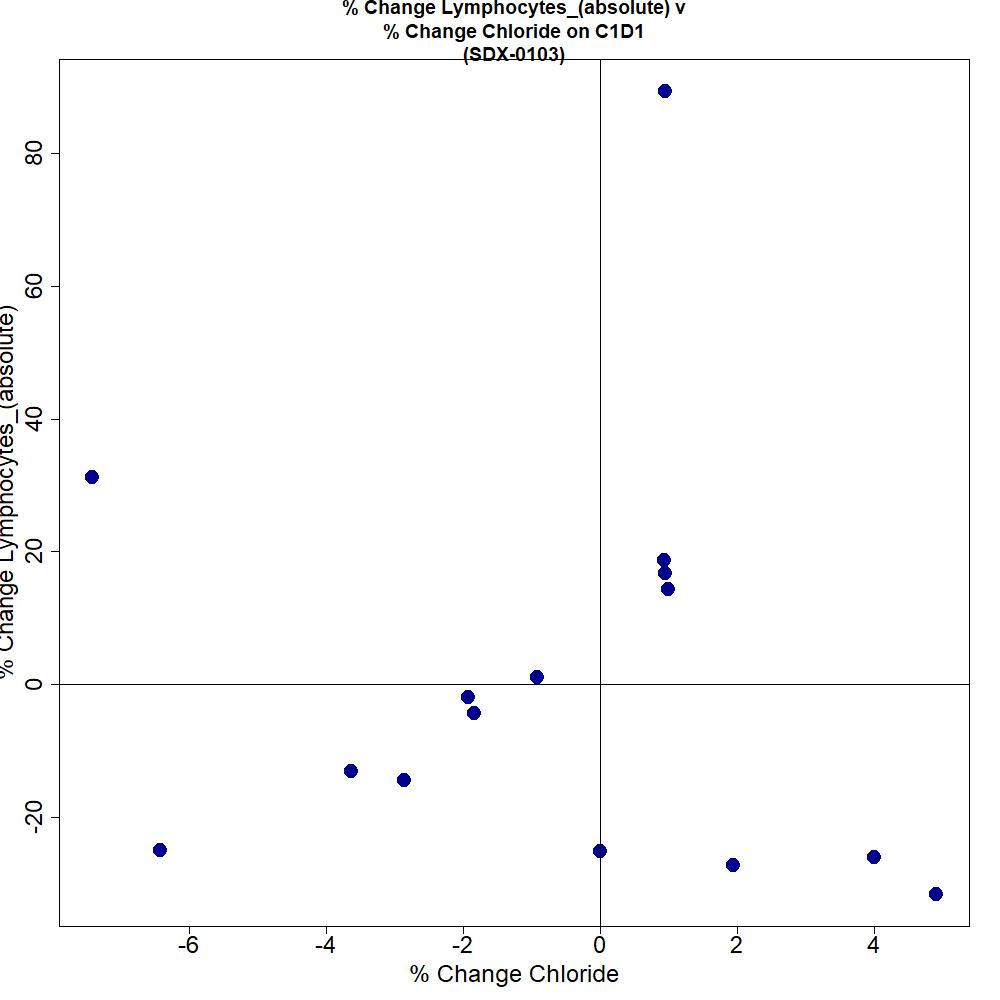 % Change Lymphocytes_(absolute) v
% Change Chloride on C1D1
(SDX-0103)
% Change Lymphocytes_(absolute)
80
60
40
20
0
-20
-6
-4
-2
0
2
4
% Change Chloride